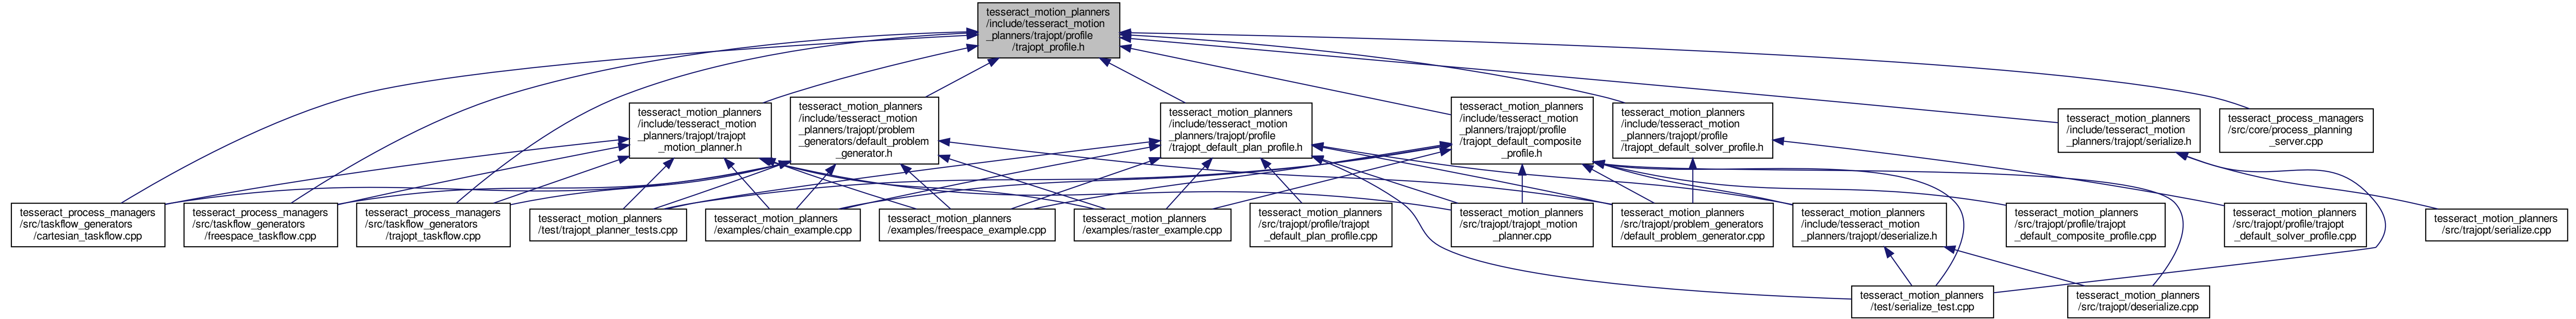 tesseract_motion_planners
/include/tesseract_motion
_planners/trajopt/profile
/trajopt_profile.h
tesseract_motion_planners
/include/tesseract_motion
_planners/trajopt/trajopt
_motion_planner.h
tesseract_motion_planners
/include/tesseract_motion
_planners/trajopt/problem
_generators/default_problem
_generator.h
tesseract_motion_planners
/include/tesseract_motion
_planners/trajopt/profile
/trajopt_default_plan_profile.h
tesseract_motion_planners
/include/tesseract_motion
_planners/trajopt/profile
/trajopt_default_composite
_profile.h
tesseract_motion_planners
/include/tesseract_motion
_planners/trajopt/profile
/trajopt_default_solver_profile.h
tesseract_motion_planners
/include/tesseract_motion
_planners/trajopt/serialize.h
tesseract_process_managers
/src/core/process_planning
_server.cpp
tesseract_process_managers
/src/taskflow_generators
/cartesian_taskflow.cpp
tesseract_process_managers
/src/taskflow_generators
/freespace_taskflow.cpp
tesseract_process_managers
/src/taskflow_generators
/trajopt_taskflow.cpp
tesseract_motion_planners
/test/trajopt_planner_tests.cpp
tesseract_motion_planners
/examples/chain_example.cpp
tesseract_motion_planners
/examples/freespace_example.cpp
tesseract_motion_planners
/examples/raster_example.cpp
tesseract_motion_planners
/src/trajopt/profile/trajopt
_default_plan_profile.cpp
tesseract_motion_planners
/src/trajopt/trajopt_motion
_planner.cpp
tesseract_motion_planners
/src/trajopt/problem_generators
/default_problem_generator.cpp
tesseract_motion_planners
/include/tesseract_motion
_planners/trajopt/deserialize.h
tesseract_motion_planners
/src/trajopt/profile/trajopt
_default_composite_profile.cpp
tesseract_motion_planners
/src/trajopt/profile/trajopt
_default_solver_profile.cpp
tesseract_motion_planners
/src/trajopt/serialize.cpp
tesseract_motion_planners
/test/serialize_test.cpp
tesseract_motion_planners
/src/trajopt/deserialize.cpp